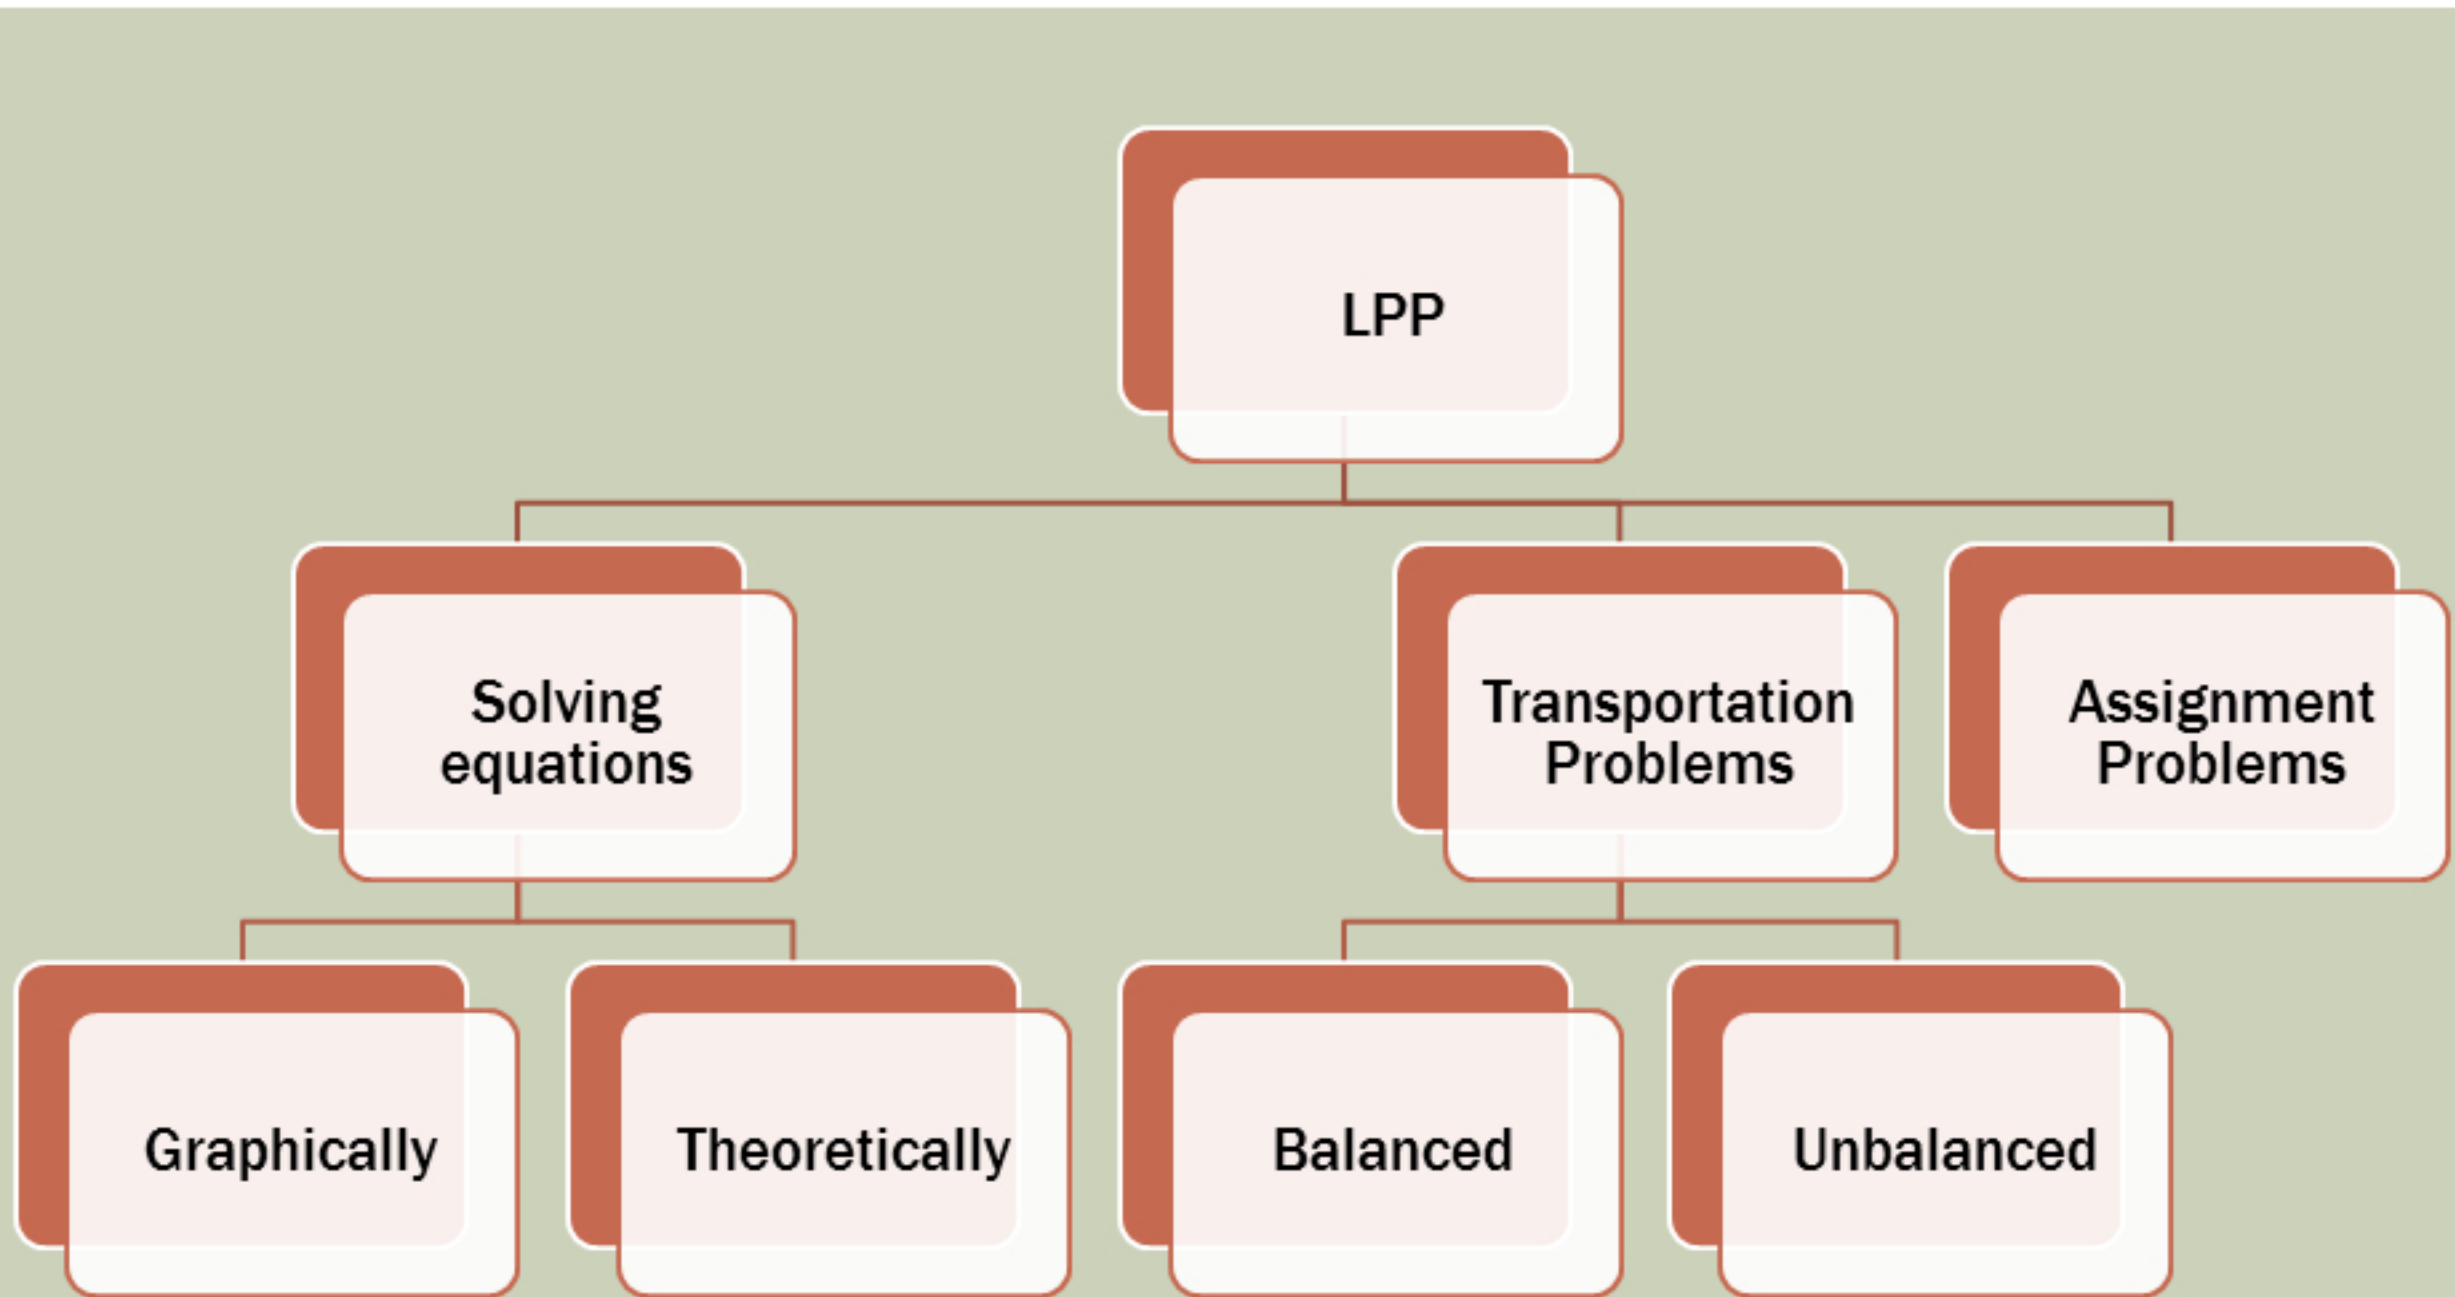 LPP
Solving
equations
Transportation
Problems
Assignment
Problems
Graphically
Theoretically
Balanced
Unbalanced